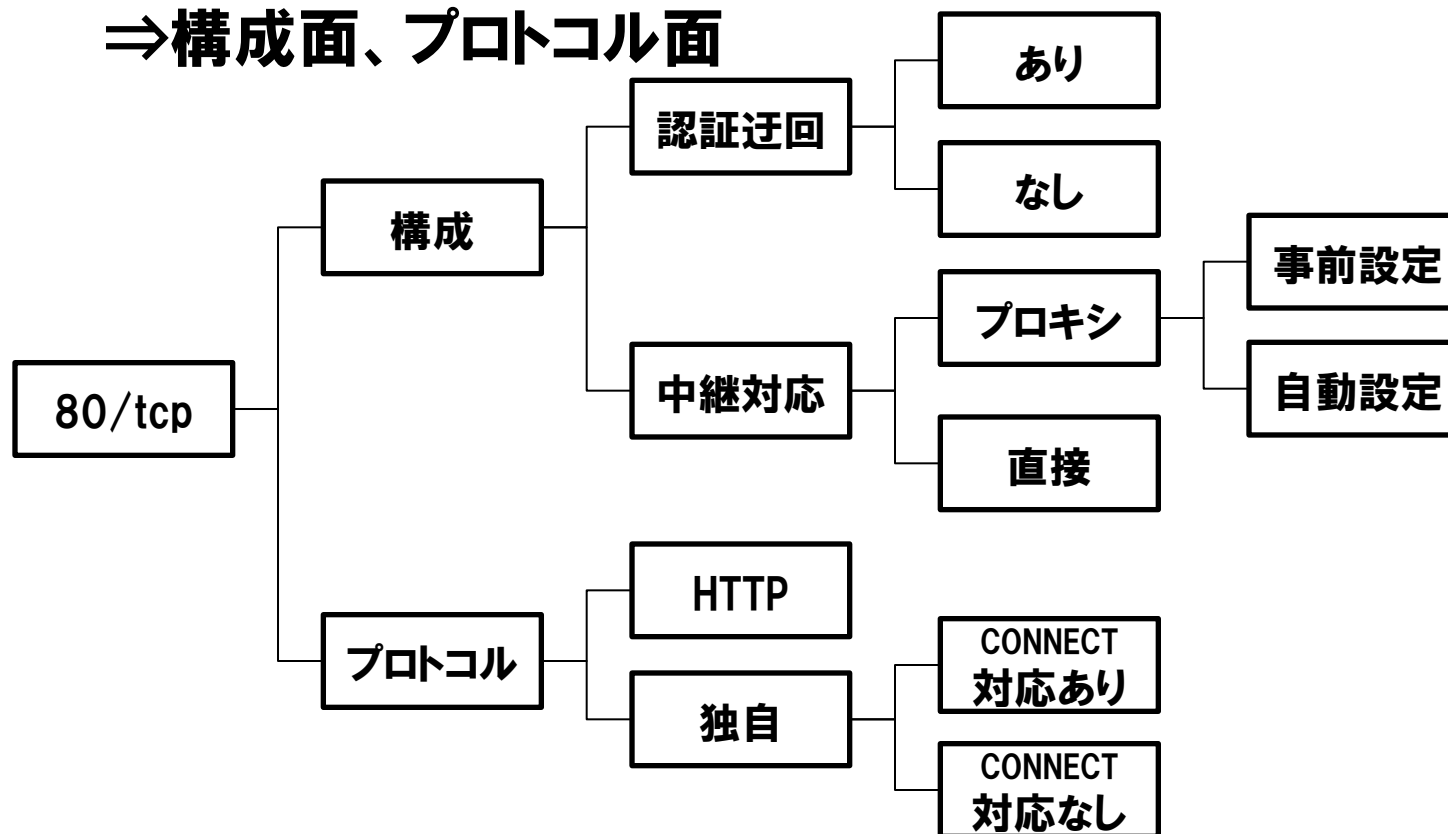 ⇒構成面、プロトコル面
80/tcp
構成
認証迂回
あり
なし
中継対応
プロキシ
事前設定
自動設定
直接
プロトコル
HTTP
独自
CONNECT
対応あり
CONNECT
対応なし